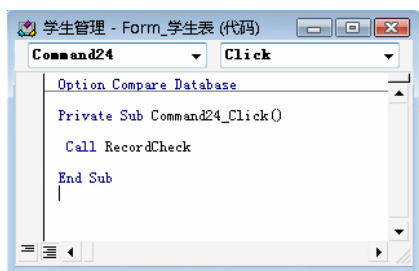 学生管理 - Form_学生表 (代码)
Command24 Click
Option Compare Database
Private Sub Command24_Click()
Call RecordCheck
End Sub